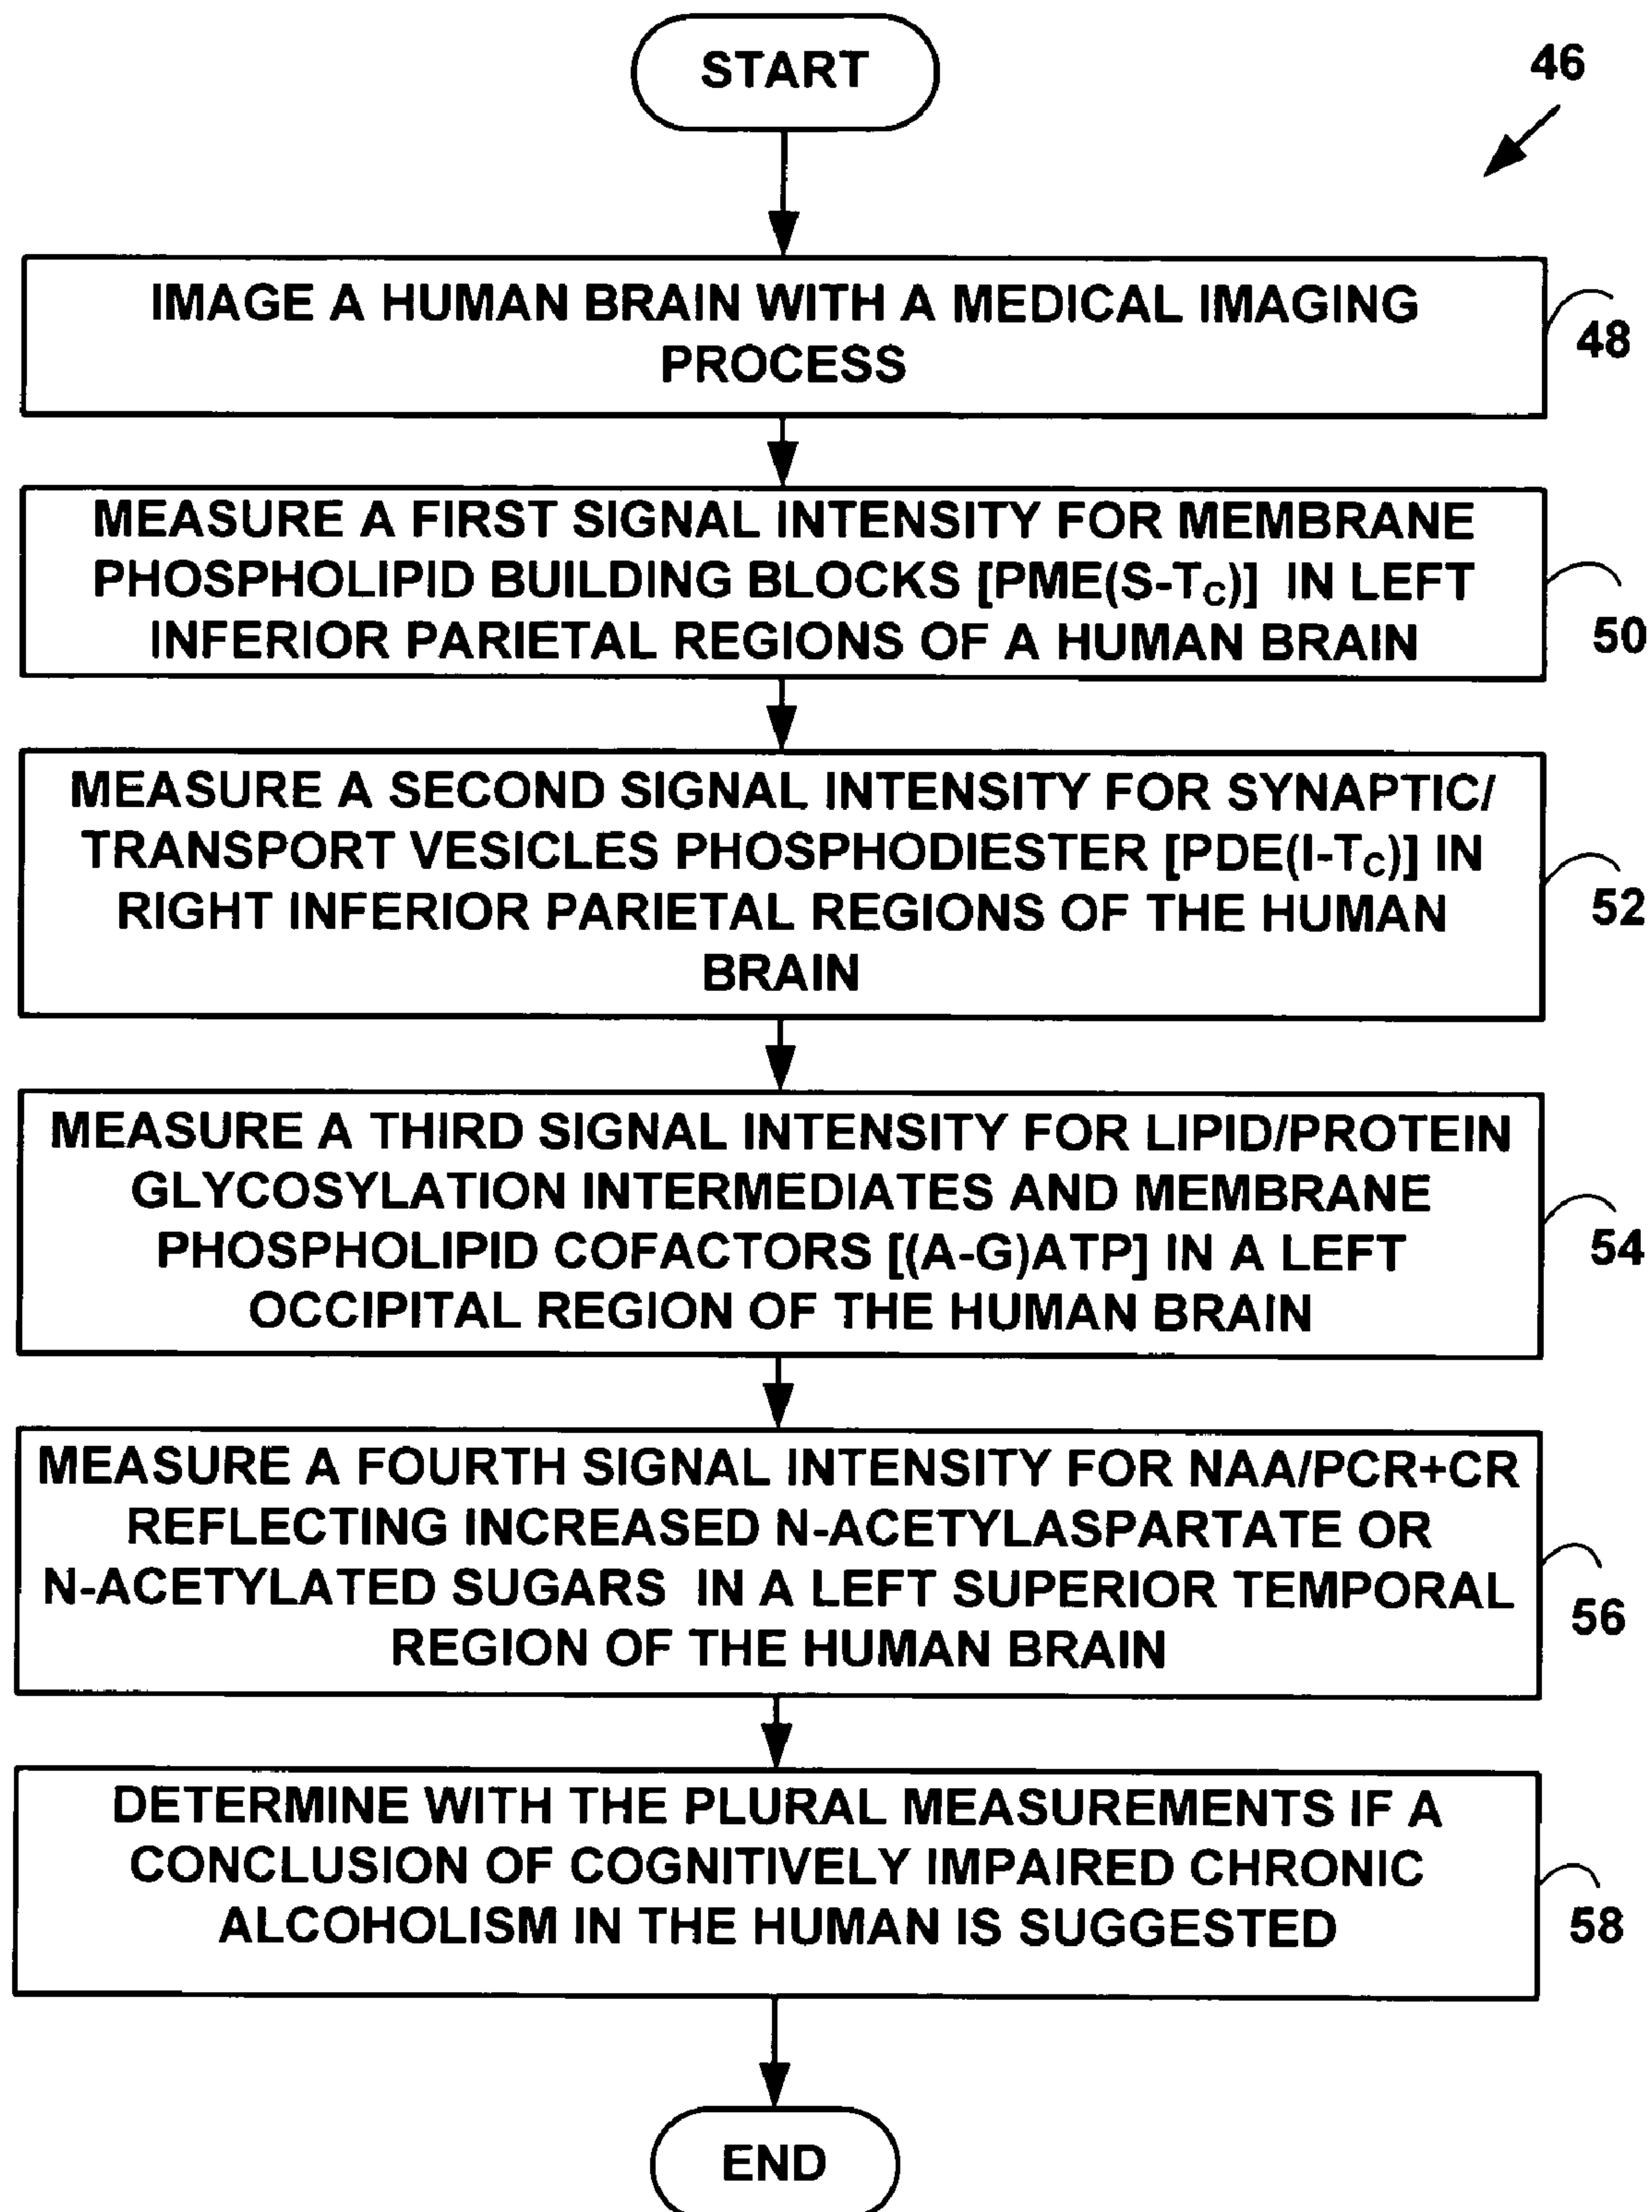 START
46
IMAGE A HUMAN BRAIN WITH A MEDICAL IMAGING
PROCESS
48
MEASURE A FIRST SIGNAL INTENSITY FOR MEMBRANE
PHOSPHOLIPID BUILDING BLOCKS [PME(S-TC)] IN LEFT
INFERIOR PARIETAL REGIONS OF A HUMAN BRAIN
50
MEASURE A SECOND SIGNAL INTENSITY FOR SYNAPTIC/
TRANSPORT VESICLES PHOSPHODIESTER [PDE(I-TC)] IN
RIGHT INFERIOR PARIETAL REGIONS OF THE HUMAN
BRAIN
52
MEASURE A THIRD SIGNAL INTENSITY FOR LIPID/PROTEIN
GLYCOSYLATION INTERMEDIATES AND MEMBRANE
PHOSPHOLIPID COFACTORS [(A-G)ATP] IN A LEFT
OCCIPITAL REGION OF THE HUMAN BRAIN
54
MEASURE A FOURTH SIGNAL INTENSITY FOR NAA/PCR+CR
REFLECTING INCREASED N-ACETYLASPARTATE OR
N-ACETYLATED SUGARS IN A LEFT SUPERIOR TEMPORAL
REGION OF THE HUMAN BRAIN
56
DETERMINE WITH THE PLURAL MEASUREMENTS IF A
CONCLUSION OF COGNITIVELY IMPAIRED CHRONIC
ALCOHOLISM IN THE HUMAN IS SUGGESTED
58
END